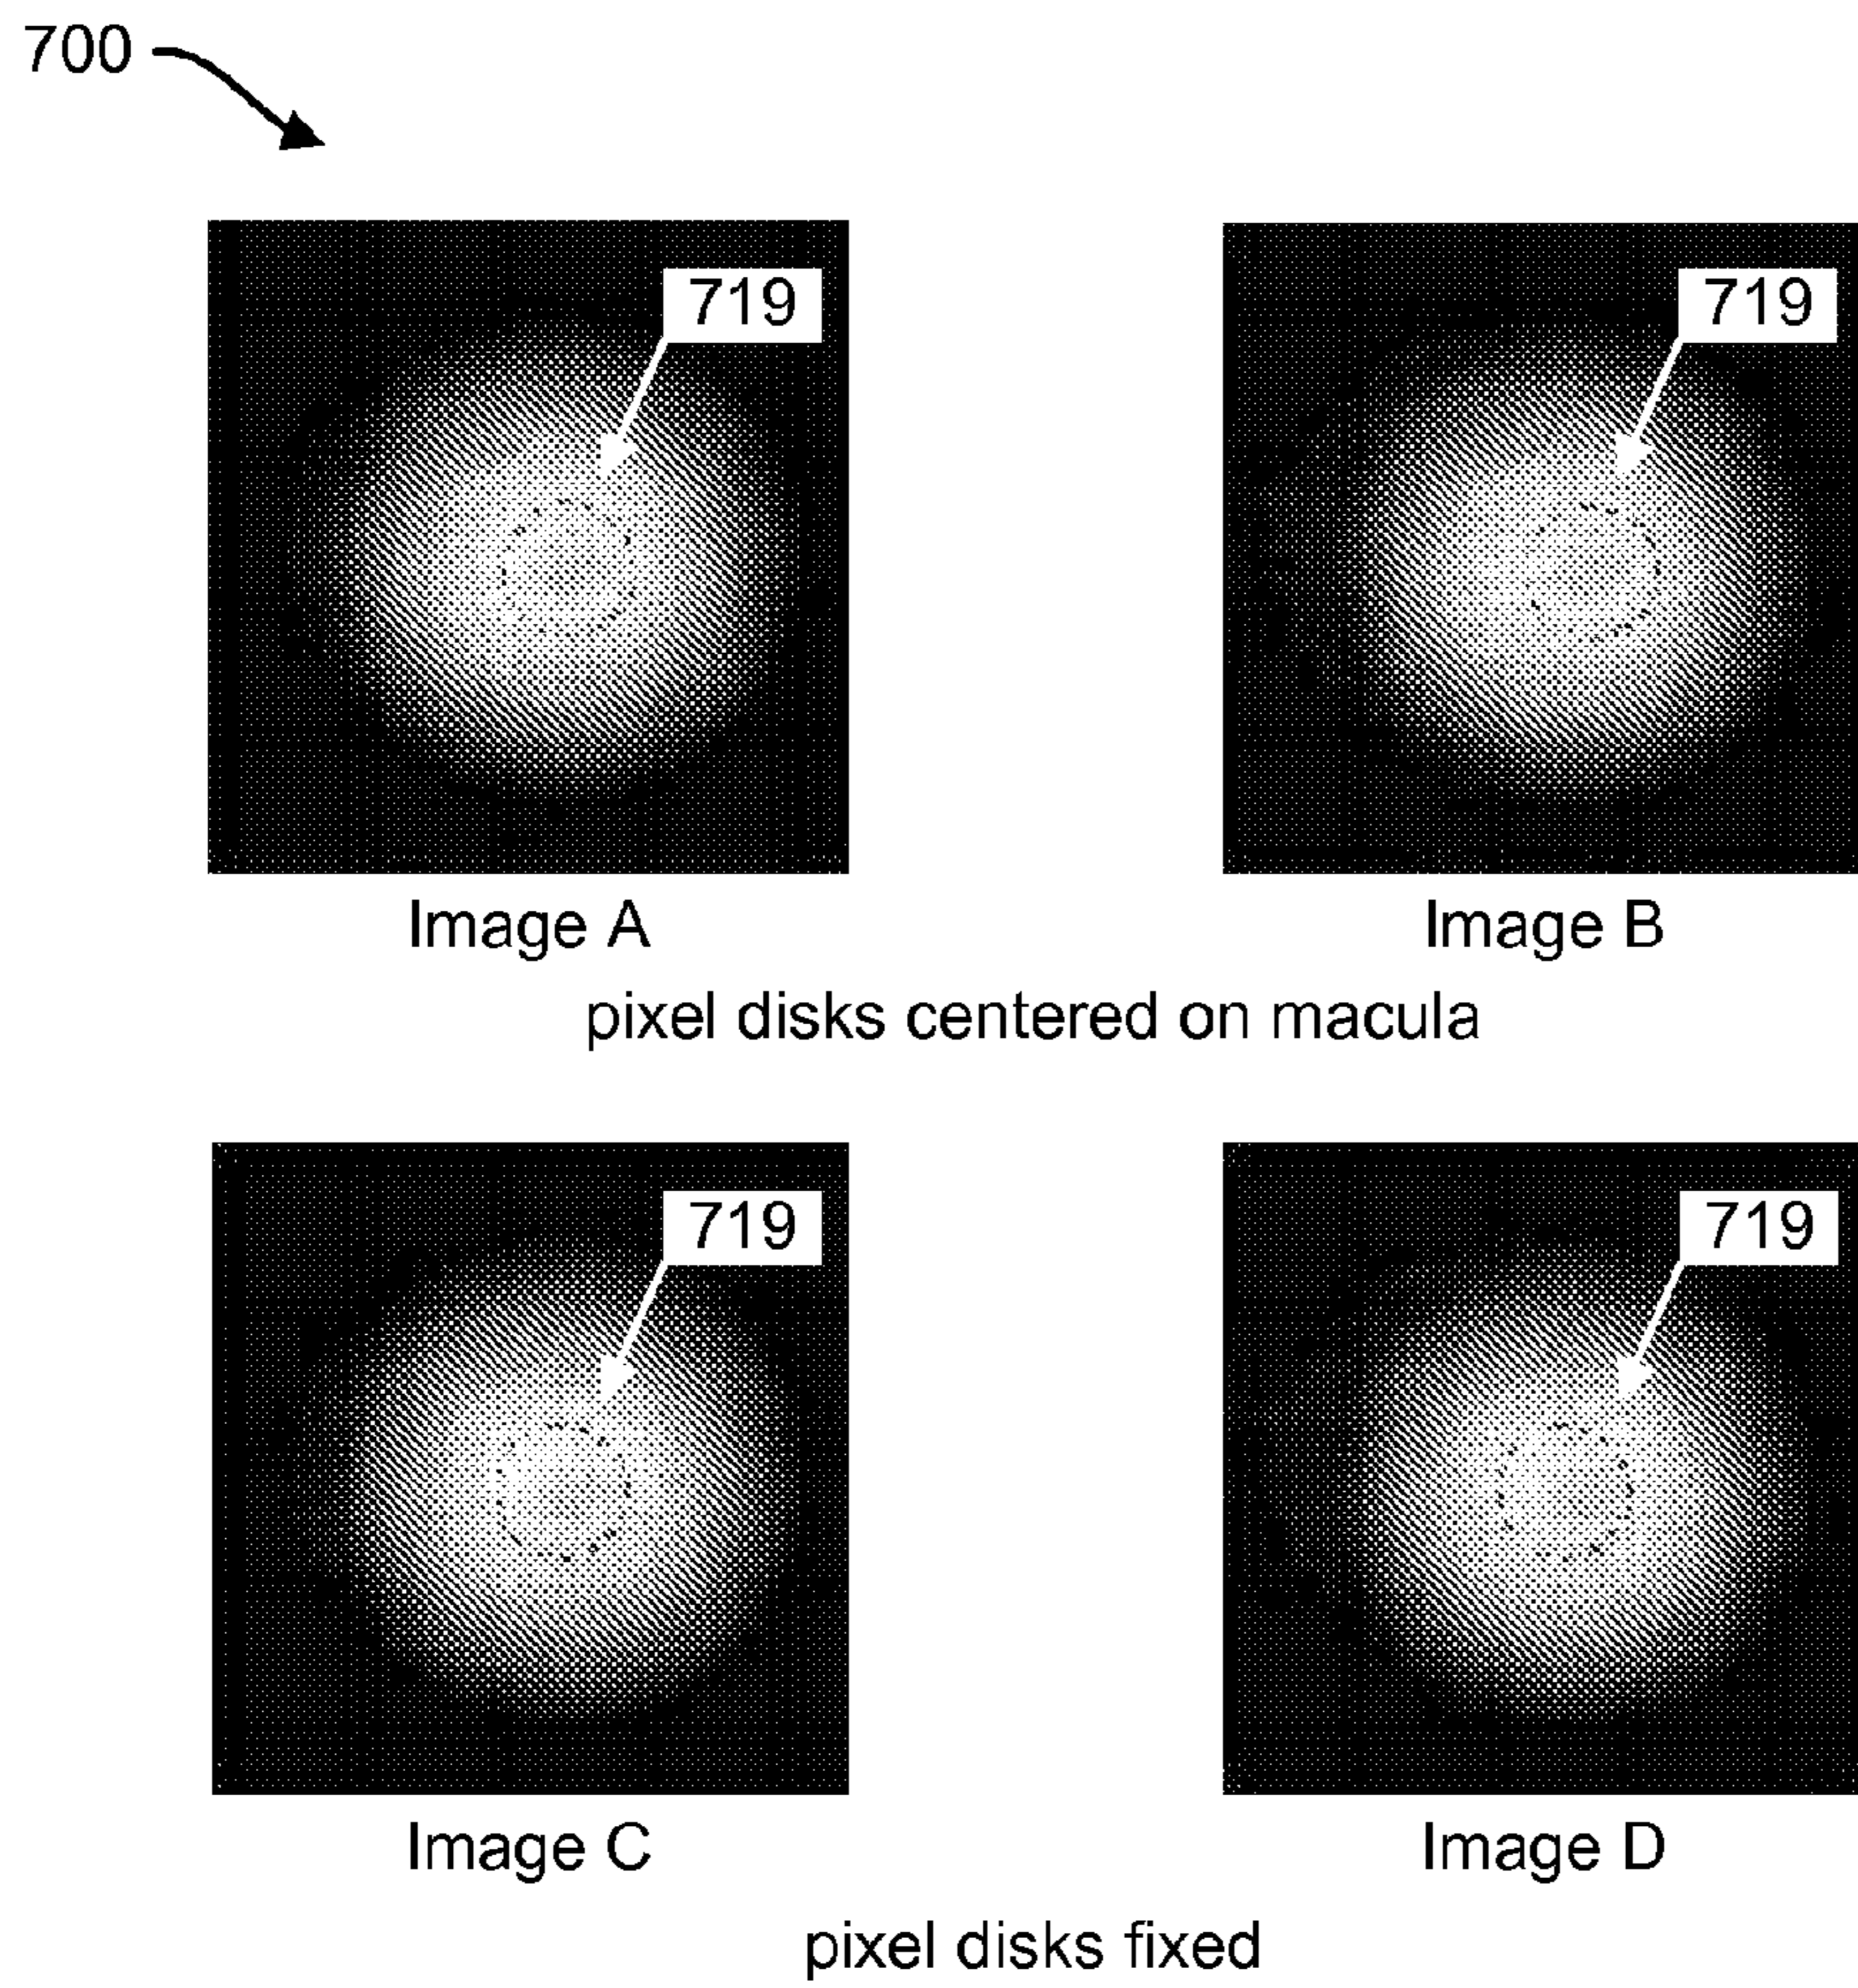 700
719
719
Image A
Image B
pixel disks centered on macula
719
719
Image C
Image D
pixel disks fixed